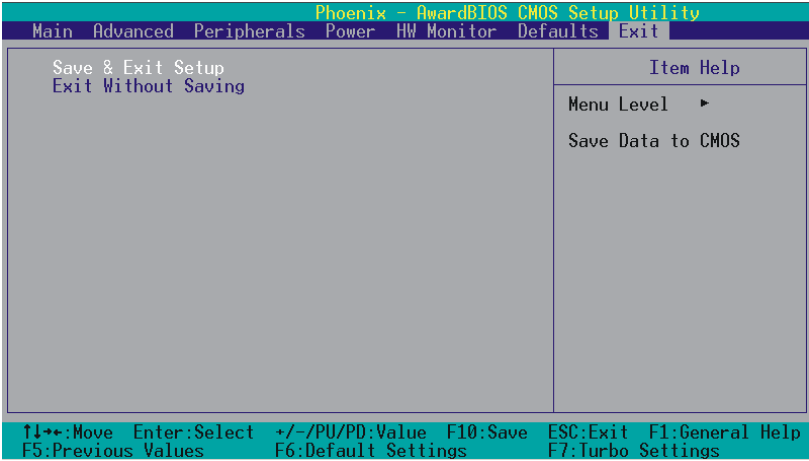 Phoenix - AwardBIOS CMOS Setup Utility
Main Advanced Peripherals Power HW Monitor Defaults Exit
Save & Exit Setup
Exit Without Saving
Item Help
Menu Level ►
Save Data to CMOS
↑↓→←:Move Enter:Select +/-/PU/PD:Value F10:Save ESC:Exit F1:General Help
F5:Previous Values F6:Default Settings F7:Turbo Settings